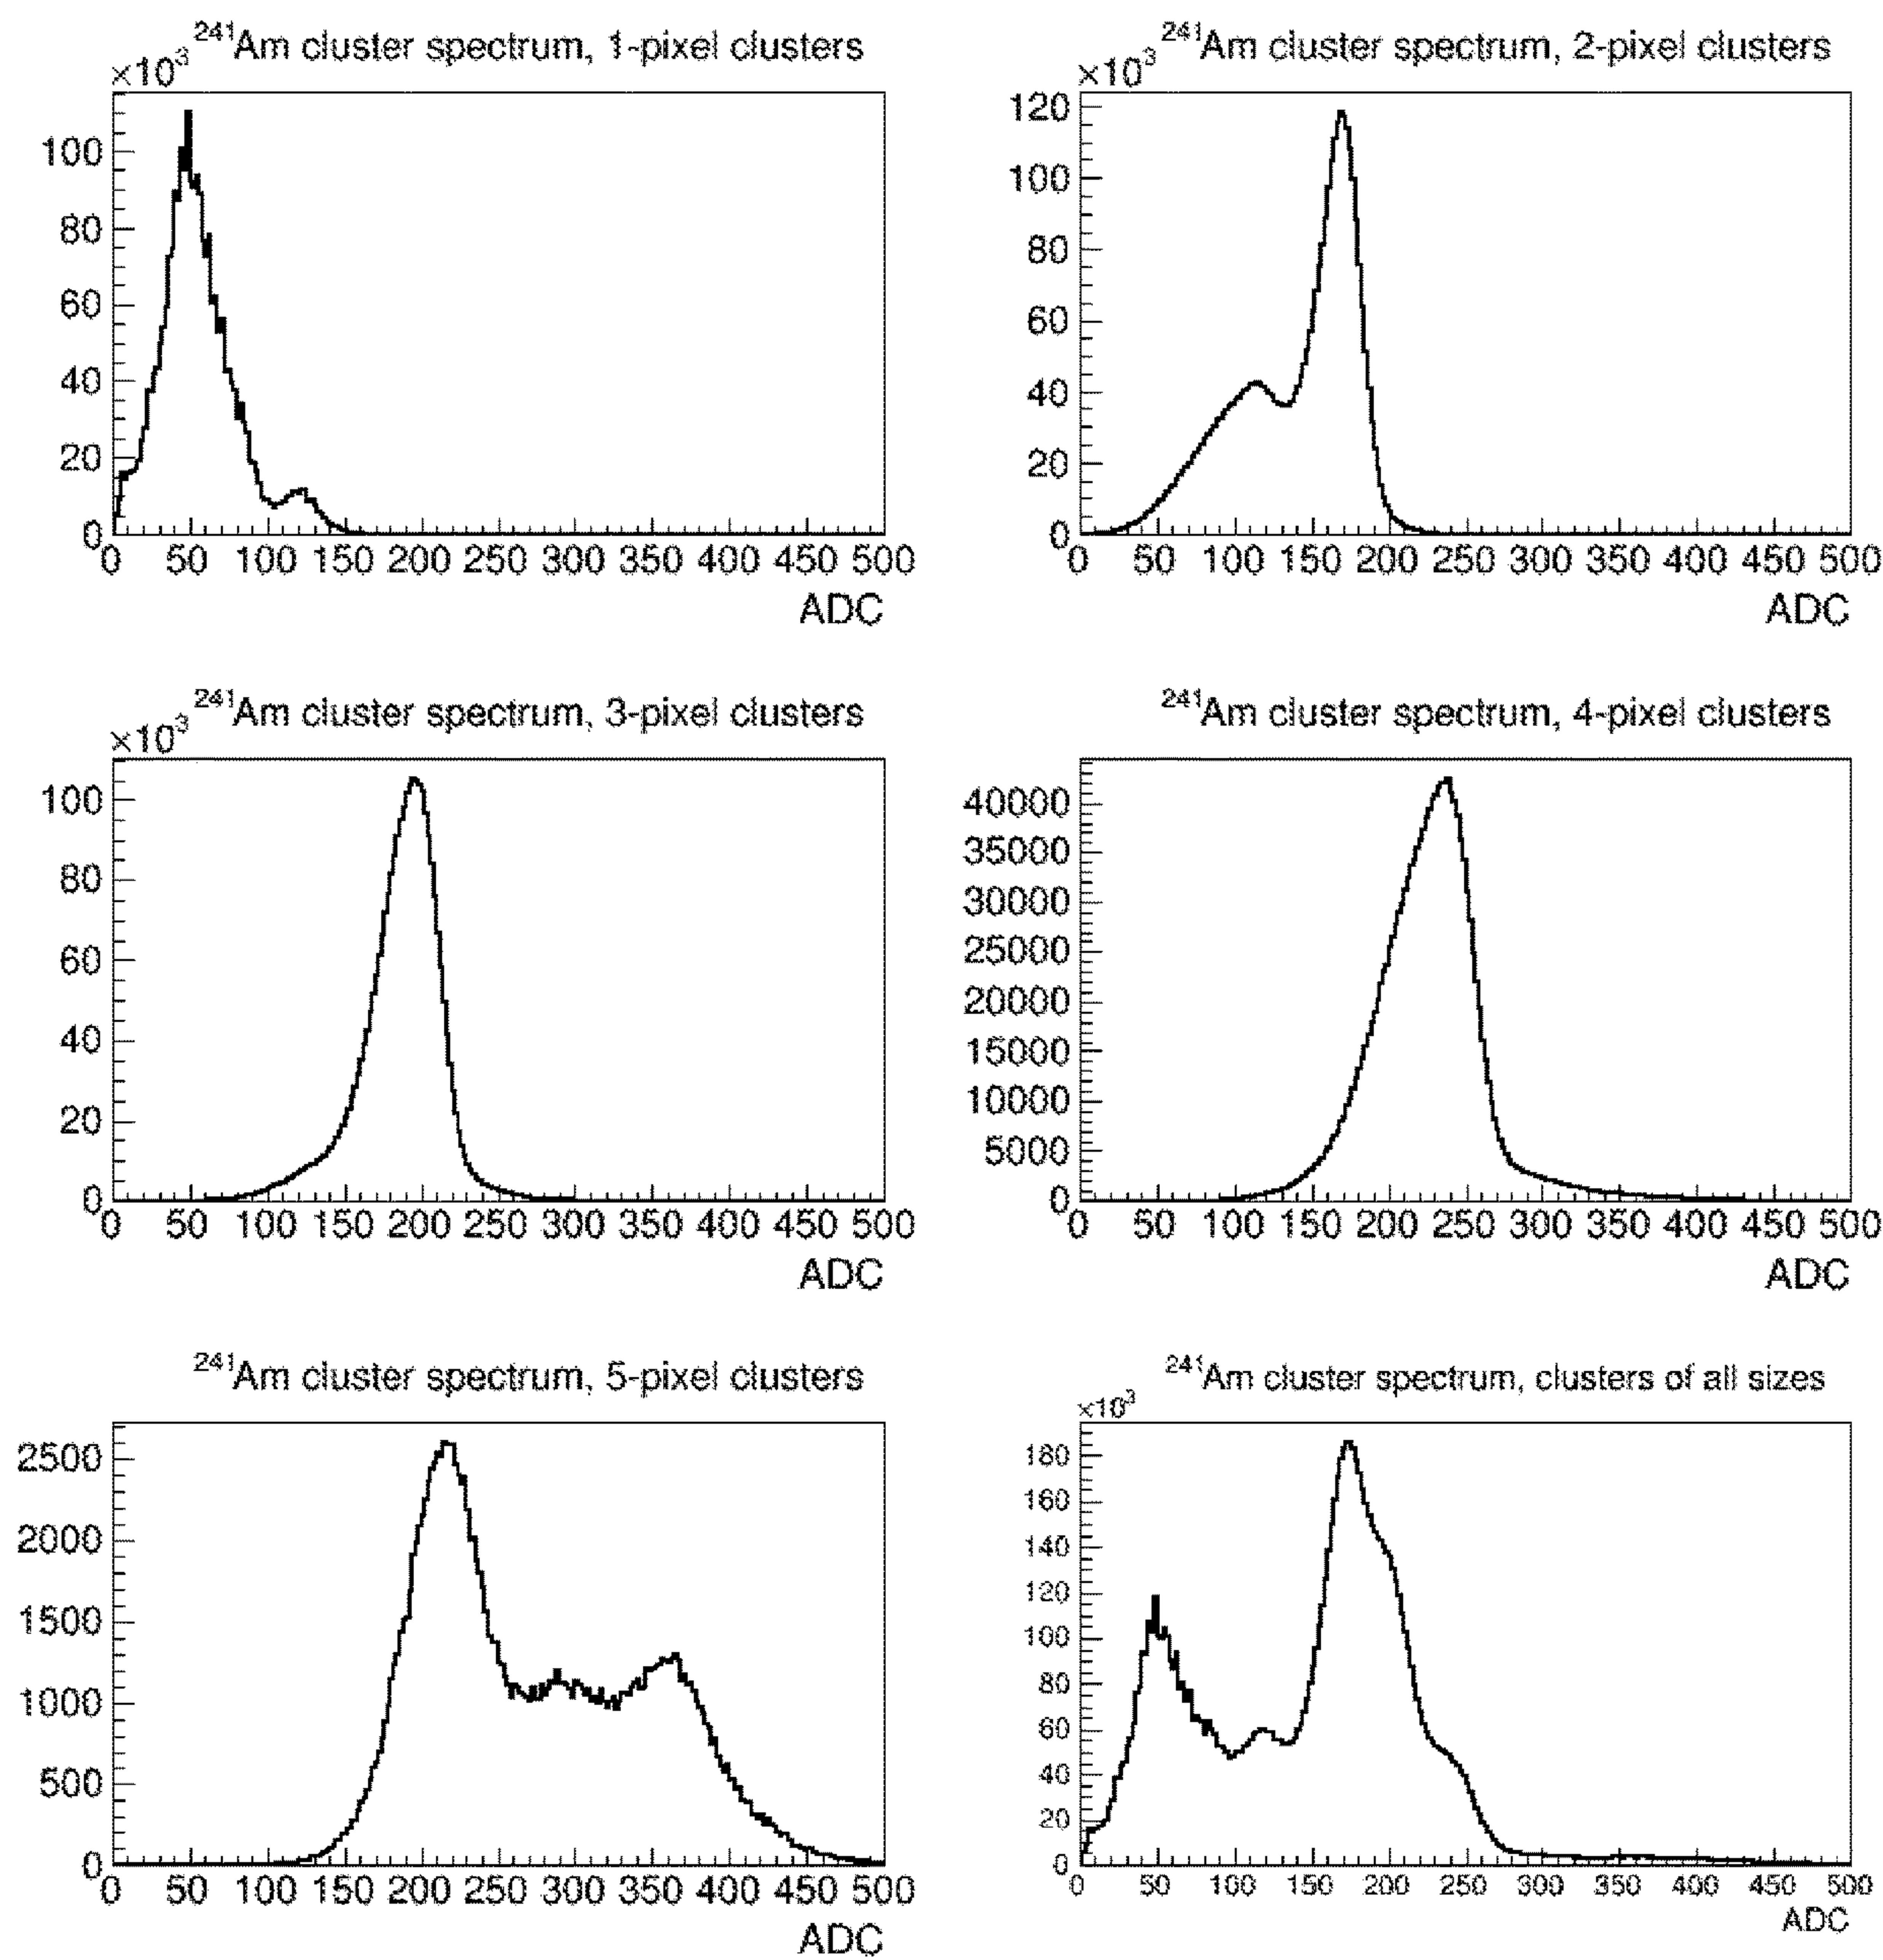 ²⁴¹Am cluster spectrum, 1-pixel clusters
×10³
100
80
60
40
20
0
0 50 100 150 200 250 300 350 400 450 500
ADC
²⁴¹Am cluster spectrum, 2-pixel clusters
×10³
120
100
80
60
40
20
0
0 50 100 150 200 250 300 350 400 450 500
ADC
²⁴¹Am cluster spectrum, 3-pixel clusters
×10³
100
80
60
40
20
0
0 50 100 150 200 250 300 350 400 450 500
ADC
²⁴¹Am cluster spectrum, 4-pixel clusters
40000
35000
30000
25000
20000
15000
10000
5000
0
0 50 100 150 200 250 300 350 400 450 500
ADC
²⁴¹Am cluster spectrum, 5-pixel clusters
2500
2000
1500
1000
500
0
0 50 100 150 200 250 300 350 400 450 500
ADC
²⁴¹Am cluster spectrum, clusters of all sizes
×10³
180
160
140
120
100
80
60
40
20
0
0 50 100 150 200 250 300 350 400 450 500
ADC